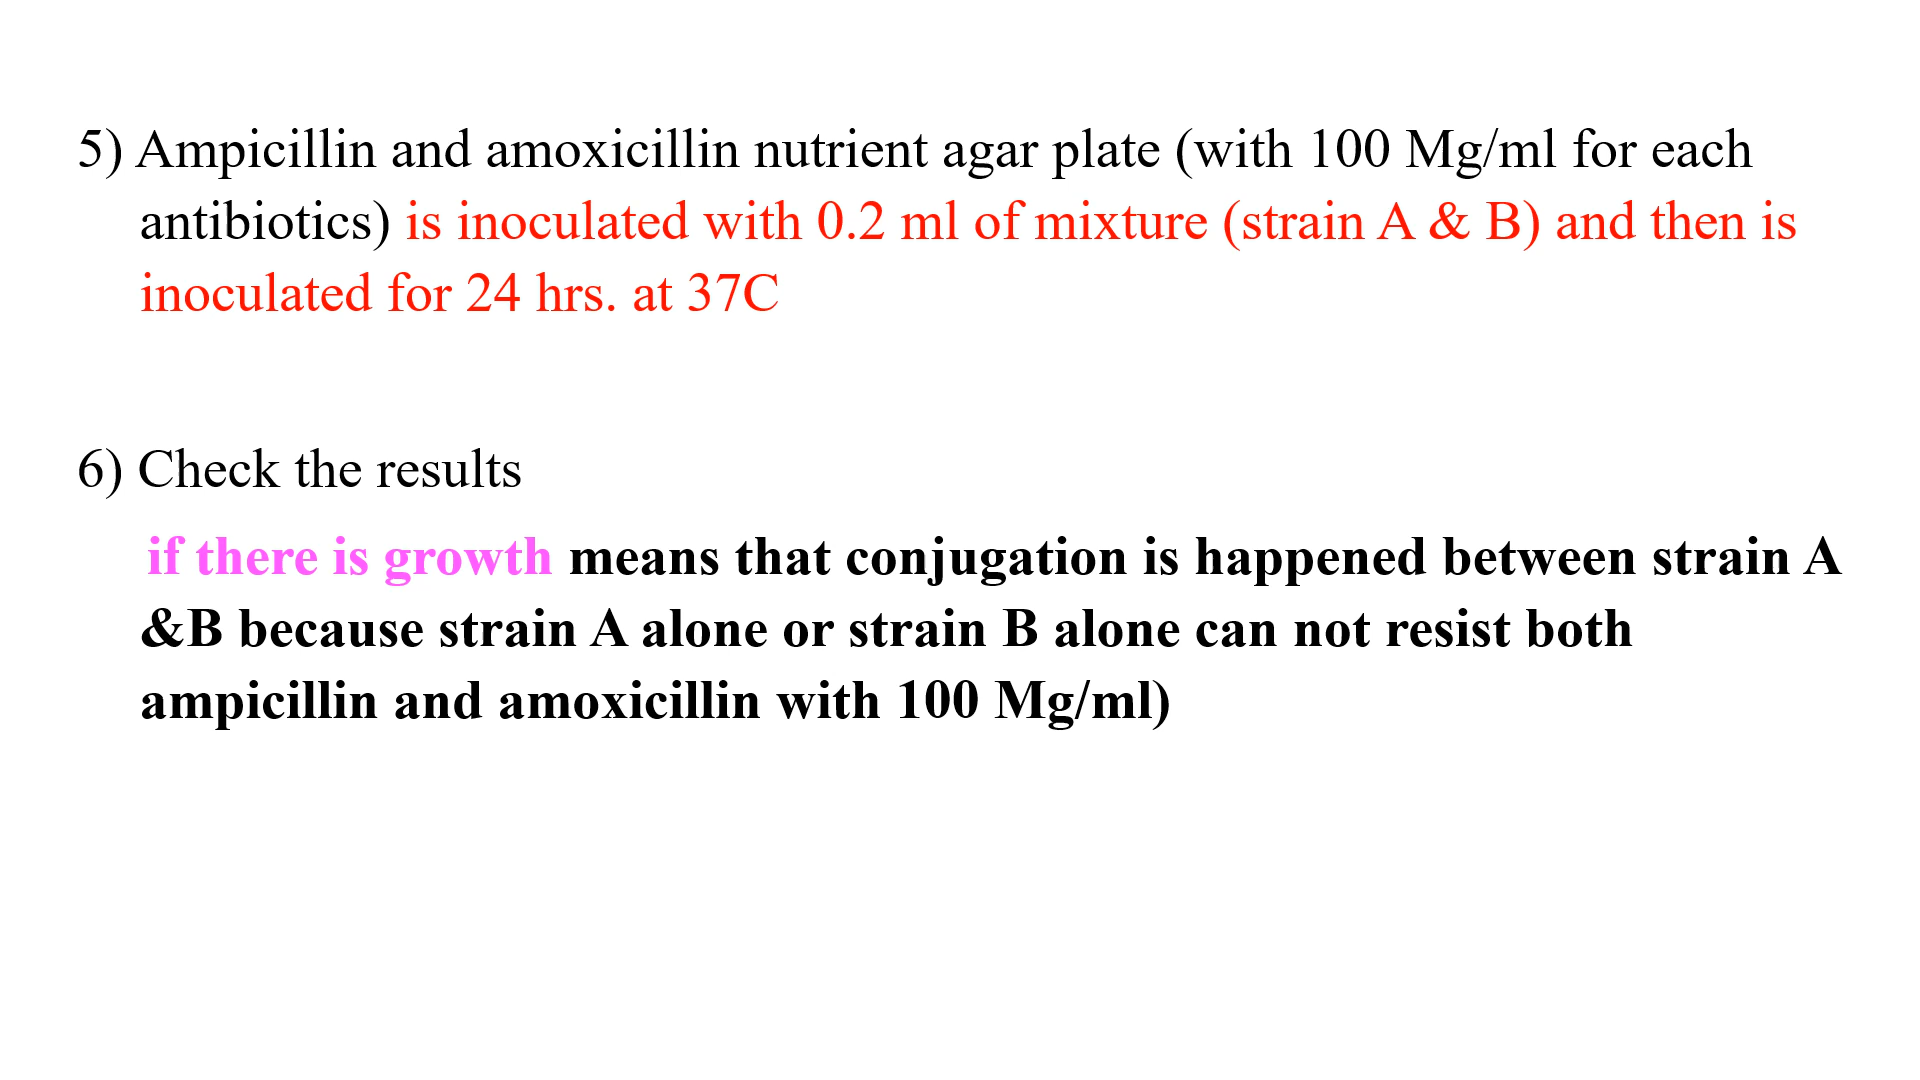 5) Ampicillin and amoxicillin nutrient agar plate (with 100 Mg/ml for each
antibiotics) is inoculated with 0.2 ml of mixture (strain A & B) and then is
inoculated for 24 hrs. at 37C
6) Check the results
if there is growth means that conjugation is happened between strain A
&B because strain A alone or strain B alone can not resist both
ampicillin and amoxicillin with 100 Mg/ml)